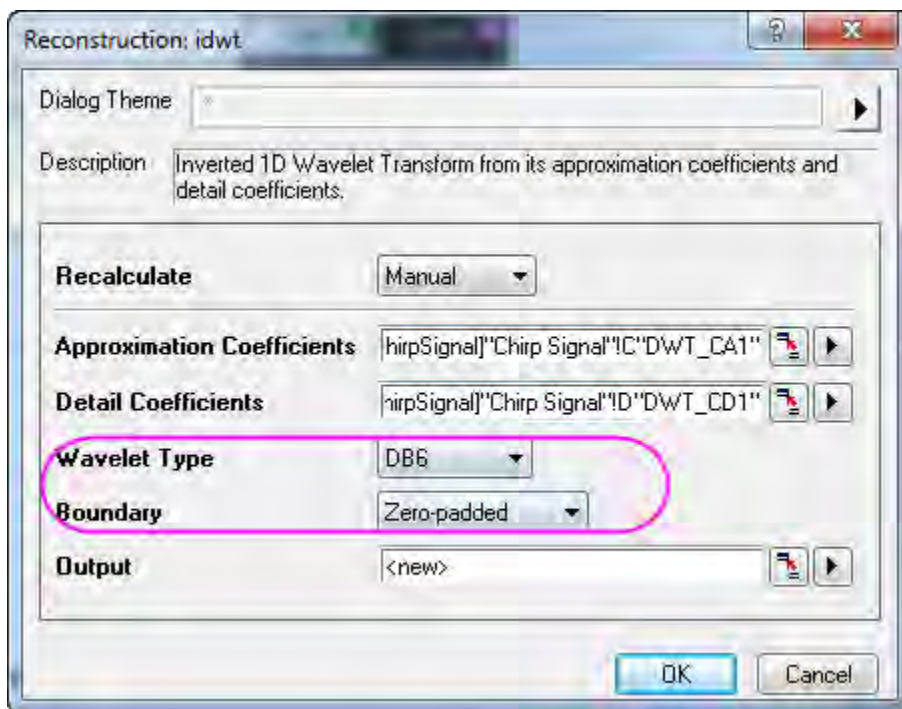 Reconstruction: idwt
Dialog Theme *
Description Inverted 1D Wavelet Transform from its approximation coefficients and
detail coefficients.
Recalculate Manual
Approximation Coefficients hirpSignal]"Chirp Signal"!C"DWT_CA1"
Detail Coefficients hirpSignal]"Chirp Signal"!D"DWT_CD1"
Wavelet Type DB6
Boundary Zero-padded
Output <new>
OK Cancel